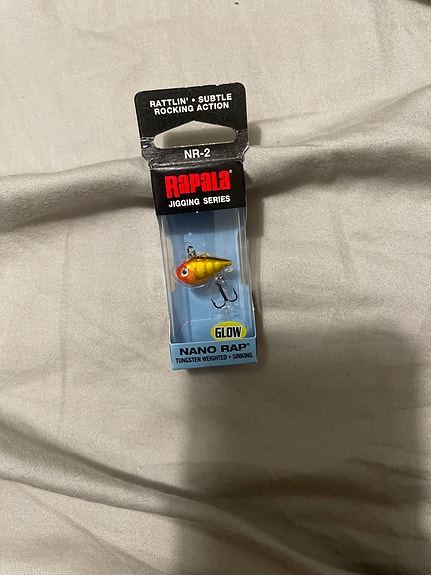 RATTLIN' • SUBTLE
ROCKING ACTION
NR-2
RAPALA®
JIGGING SERIES
GLOW
NANO RAP®
TUNGSTEN WEIGHTED • SINKING